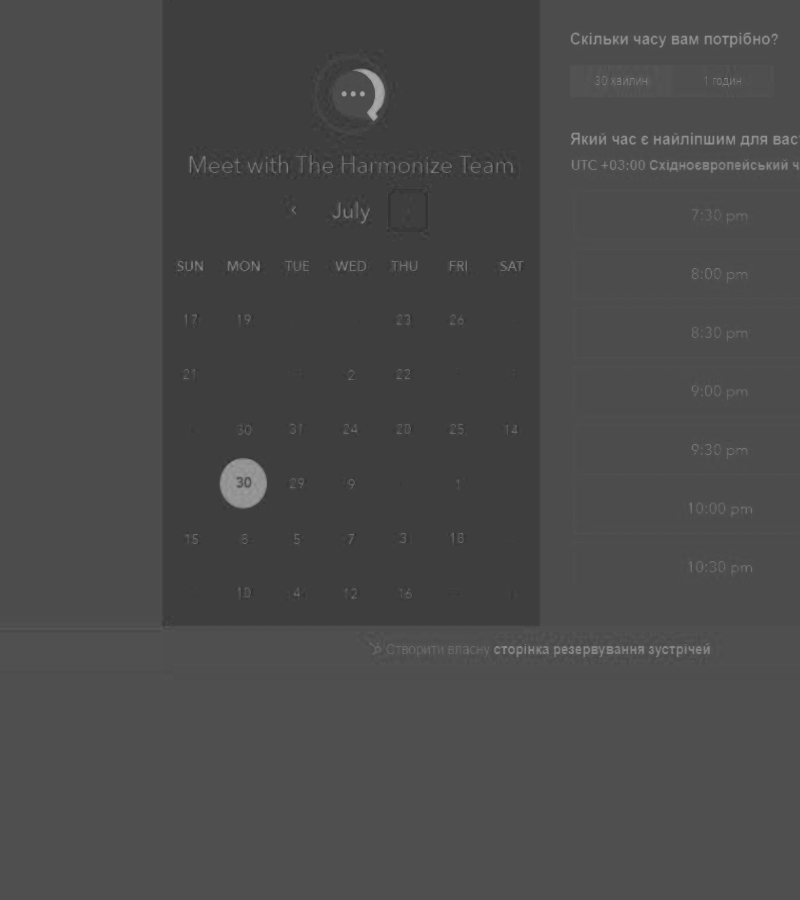 Скільки часу вам потрібно?
30 хвилин 1 годин
Meet with The Harmonize Team
Який час є найліпшим для вас
UTC +03:00 Східноєвропейський ч
July
SUN MON TUE WED THU FRI SAT
17 19 23 26
21 2 22
30 31 24 20 25 14
30 29 9 1
15 8 5 7 3 18
10 4 12 16
7:30 pm
8:00 pm
8:30 pm
9:00 pm
9:30 pm
10:00 pm
10:30 pm
Створити власну сторінка резервування зустрічей